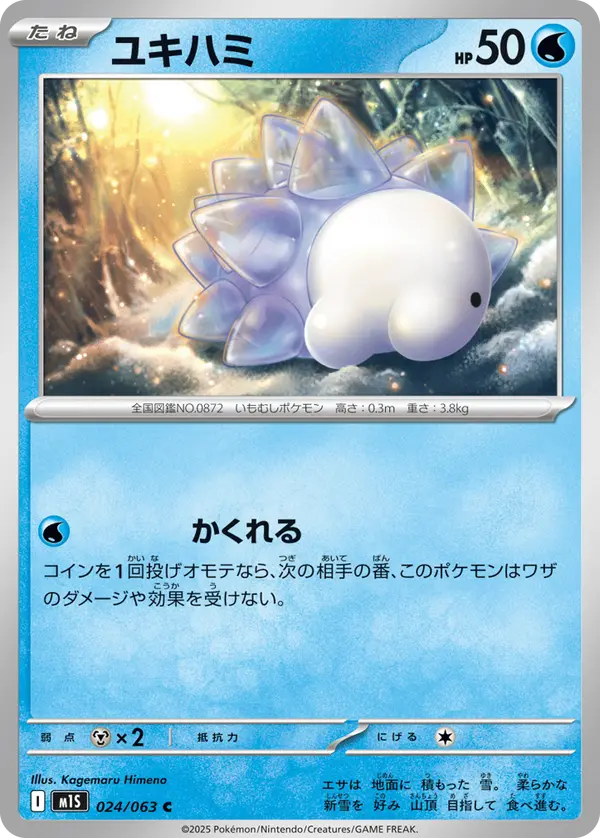 たね ユキハミ HP50
全国図鑑NO.0872 いもむしポケモン 高さ:0.3m 重さ:3.8kg
かくれる
コインを1回投げオモテなら、次の相手の番、このポケモンはワザ
のダメージや効果を受けない。
弱点 ×2 抵抗力 にげる
Illus. Kagemaru Himeno
I m1S 024/063 C
エサは 地面に 積もった 雪。 柔らかな
新雪を 好み 山頂 目指して 食べ進む。
©2025 Pokémon/Nintendo/Creatures/GAME FREAK.